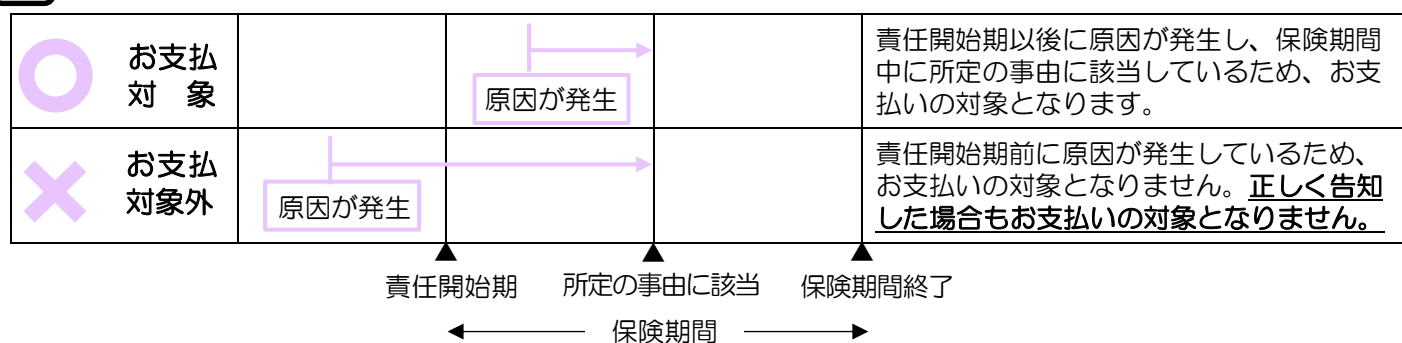 お支払
対 象
原因が発生
責任開始期以後に原因が発生し、保険期間
中に所定の事由に該当しているため、お支
払いの対象となります。
お支払
対象外
原因が発生
責任開始期前に原因が発生しているため、
お支払いの対象となりません。正しく告知
した場合もお支払いの対象となりません。
責任開始期 所定の事由に該当 保険期間終了
保険期間